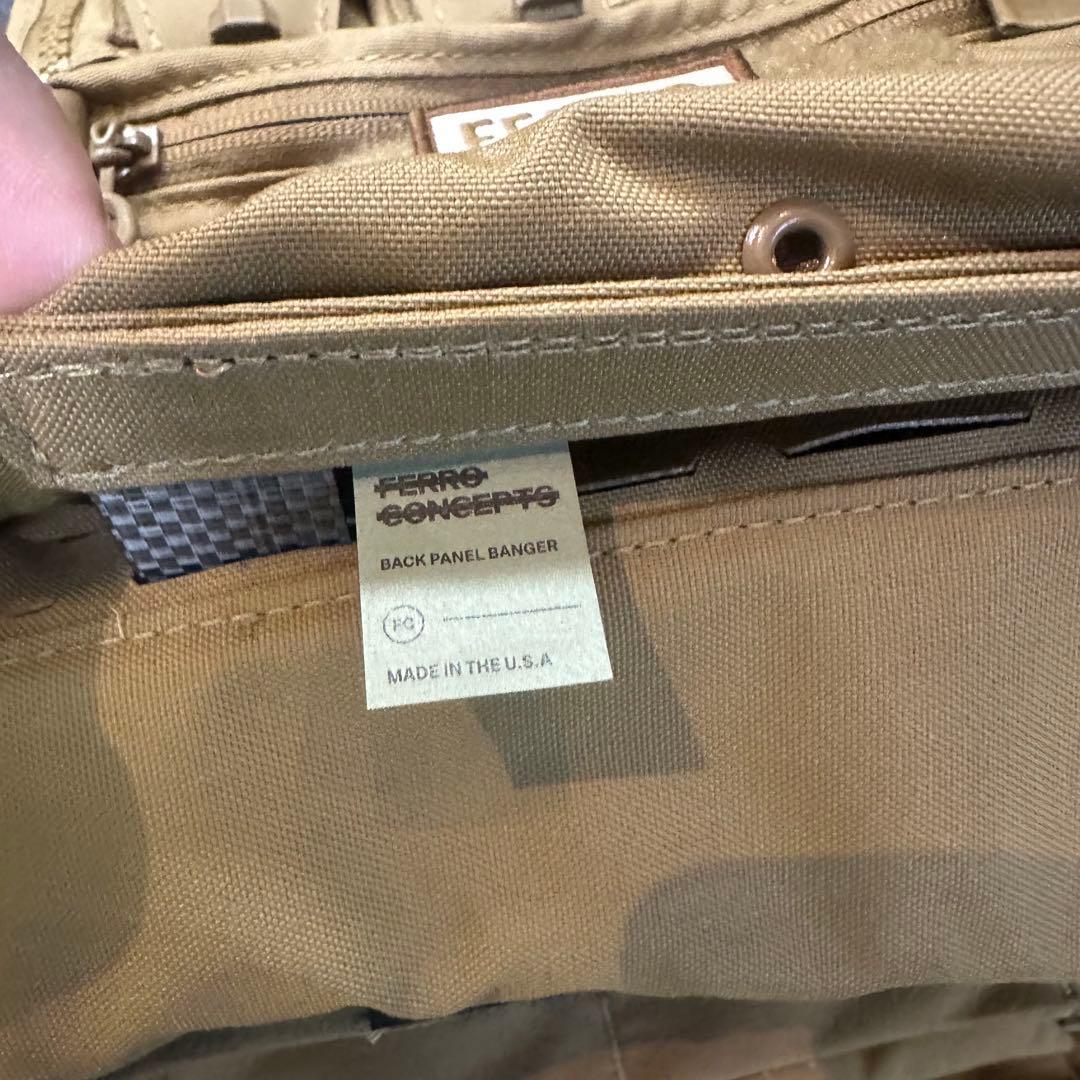 FERRO
CONCEPTS
BACK PANEL BANGER
FC
MADE IN THE U.S.A